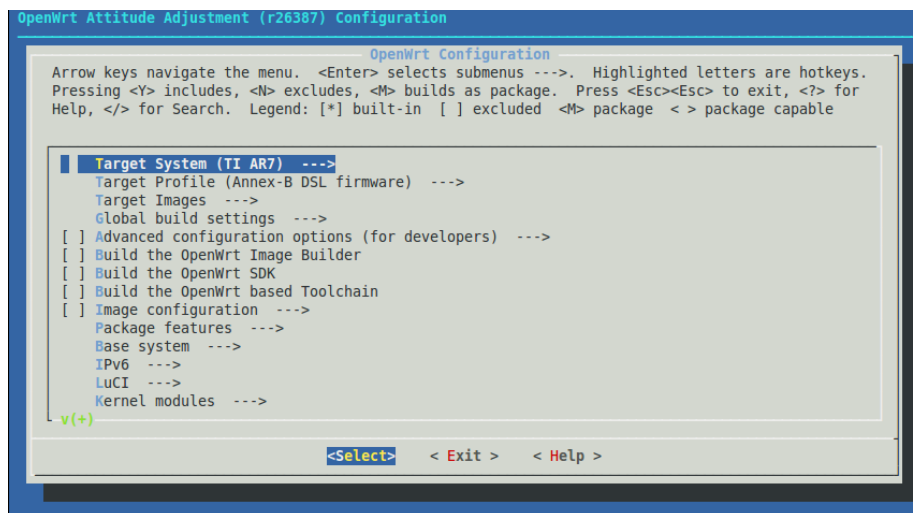 OpenWrt Attitude Adjustment (r26387) Configuration
OpenWrt Configuration
Arrow keys navigate the menu.  <Enter> selects submenus --->.  Highlighted letters are hotkeys.
Pressing <Y> includes, <N> excludes, <M> builds as package.  Press <Esc><Esc> to exit, <?> for
Help, </> for Search.  Legend: [*] built-in  [ ] excluded  <M> package  < > package capable
Target System (TI AR7)  --->
Target Profile (Annex-B DSL firmware)  --->
Target Images  --->
Global build settings  --->
[ ] Advanced configuration options (for developers)  --->
[ ] Build the OpenWrt Image Builder
[ ] Build the OpenWrt SDK
[ ] Build the OpenWrt based Toolchain
[ ] Image configuration  --->
Package features  --->
Base system  --->
IPv6  --->
LuCI  --->
Kernel modules  --->
v(+)
<Select>    < Exit >    < Help >